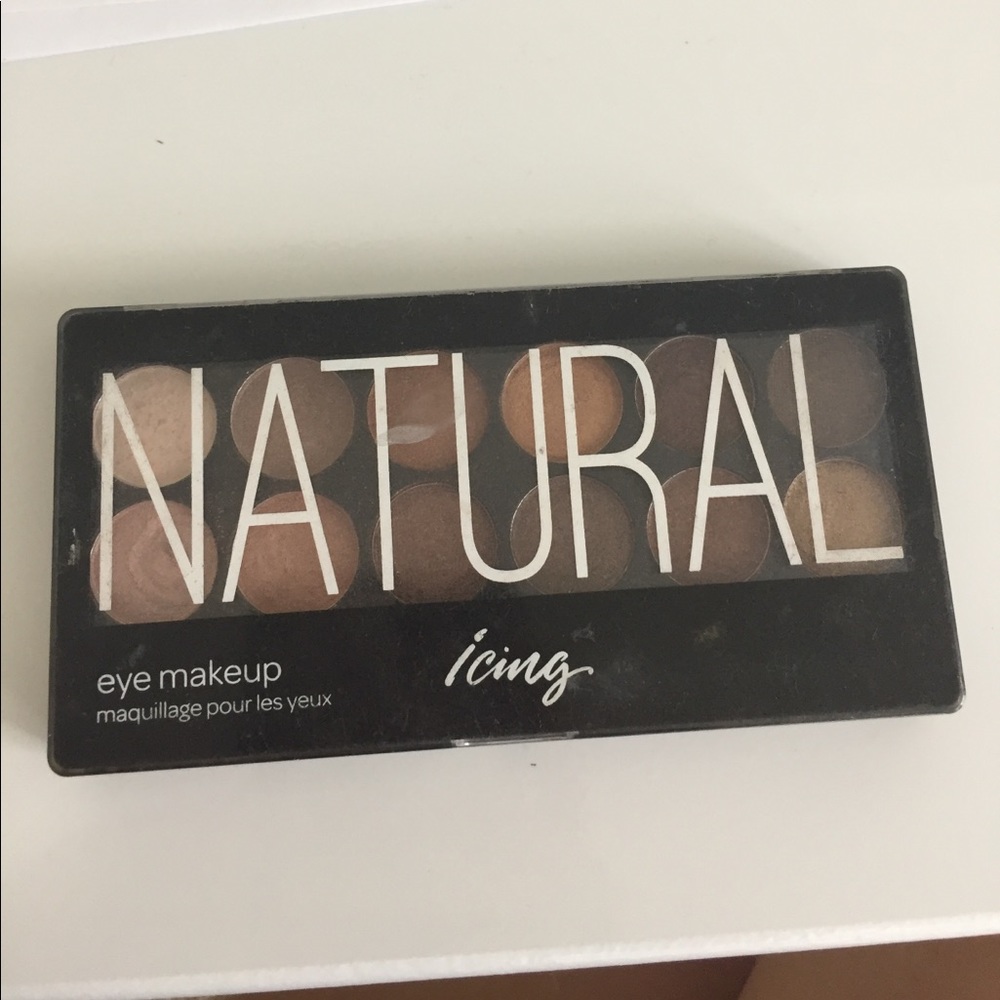 NATURAL
eye makeup
maquillage pour les yeux
icing